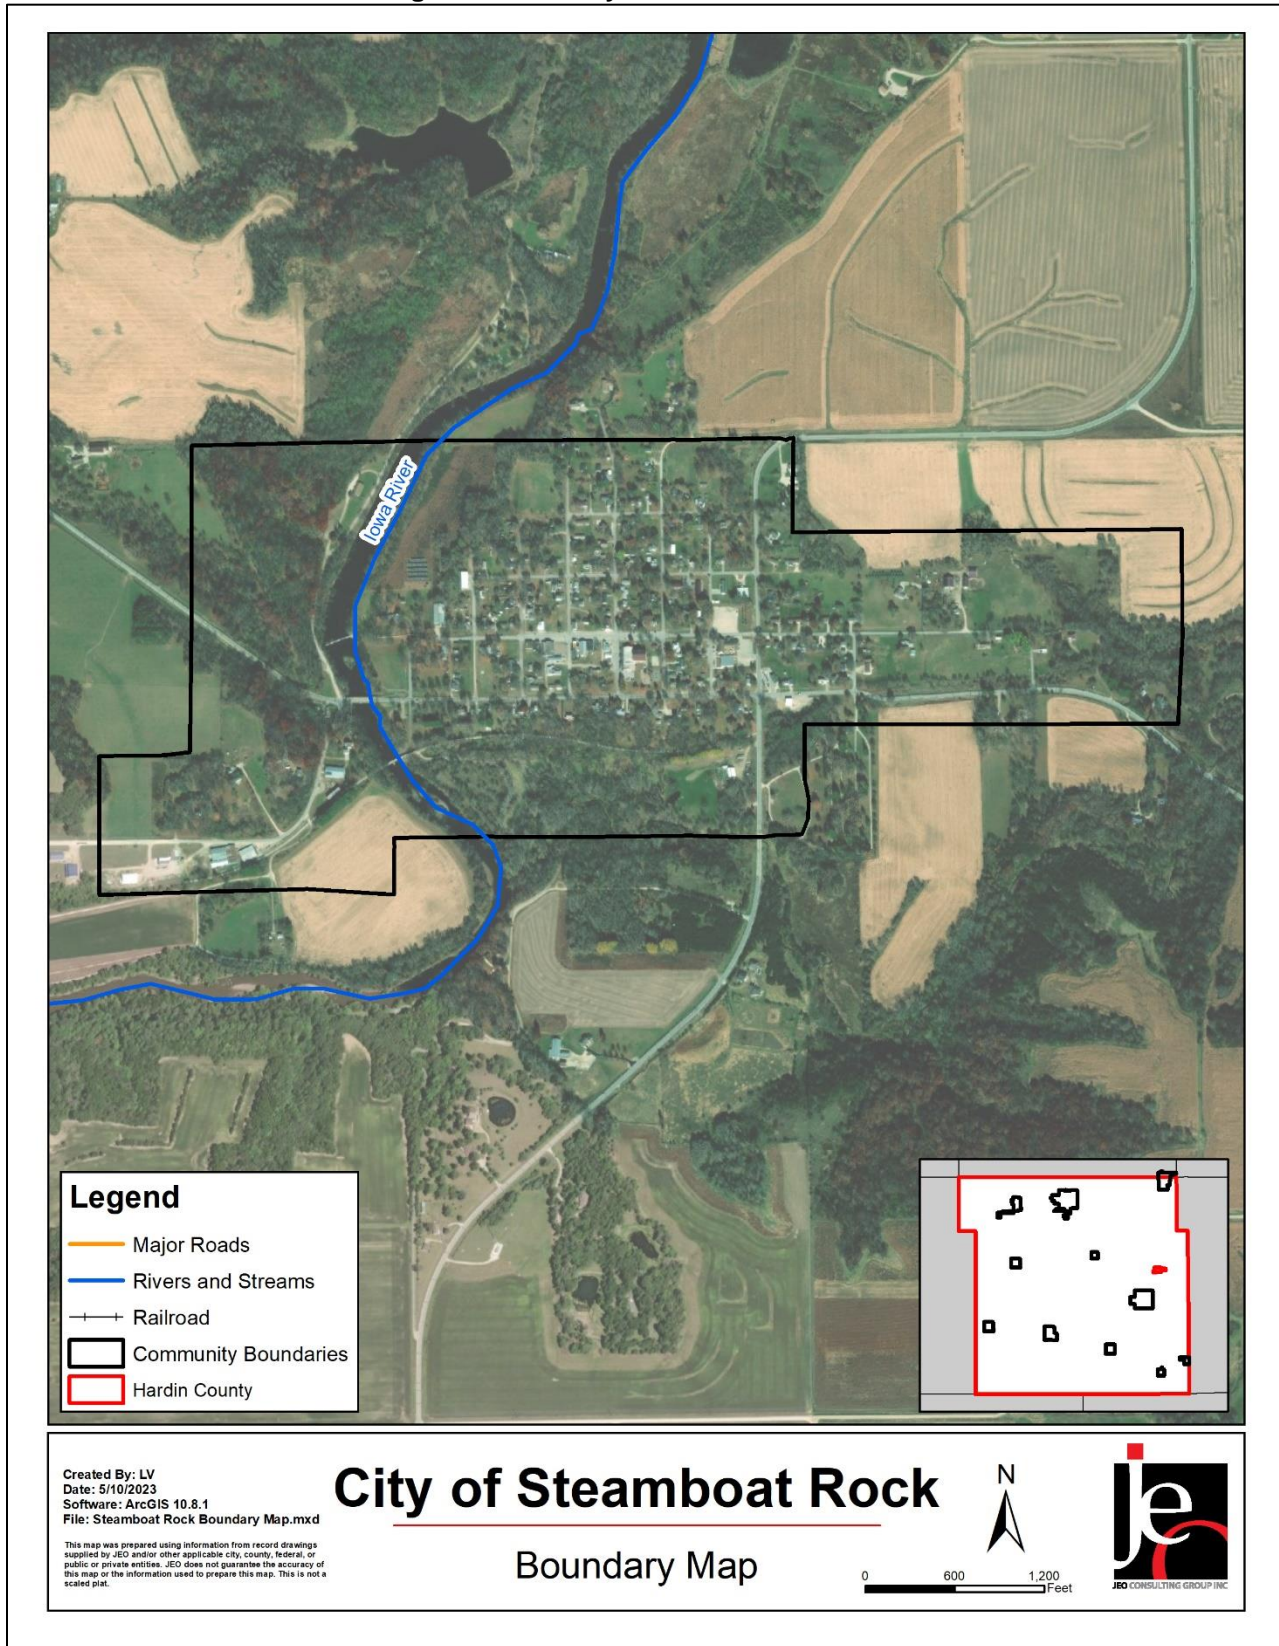 Iowa River
Legend
Major Roads
Rivers and Streams
Railroad
Community Boundaries
Hardin County
Created By: LV
Date: 5/10/2023
Software: ArcGIS 10.8.1
File: Steamboat Rock Boundary Map.mxd
This map was prepared using information from record drawings
supplied by JEO and/or other applicable city, county, federal, or
public or private entities. JEO does not guarantee the accuracy of
this map or the information used to prepare this map. This is not a
scaled plat.
City of Steamboat Rock
Boundary Map
N
0 600 1,200
Feet
jeo
JEO CONSULTING GROUP INC